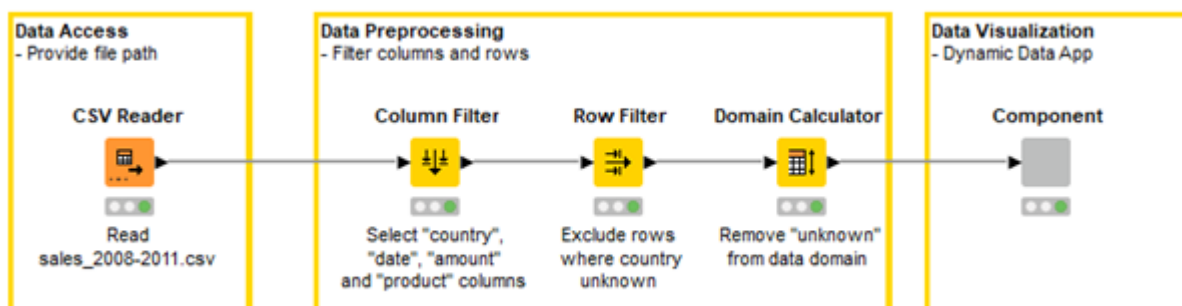 Data Access
- Provide file path
Data Preprocessing
- Filter columns and rows
Data Visualization
- Dynamic Data App
CSV Reader
Column Filter
Row Filter
Domain Calculator
Component
Read
sales_2008-2011.csv
Select "country",
"date", "amount"
and "product" columns
Exclude rows
where country
unknown
Remove "unknown"
from data domain